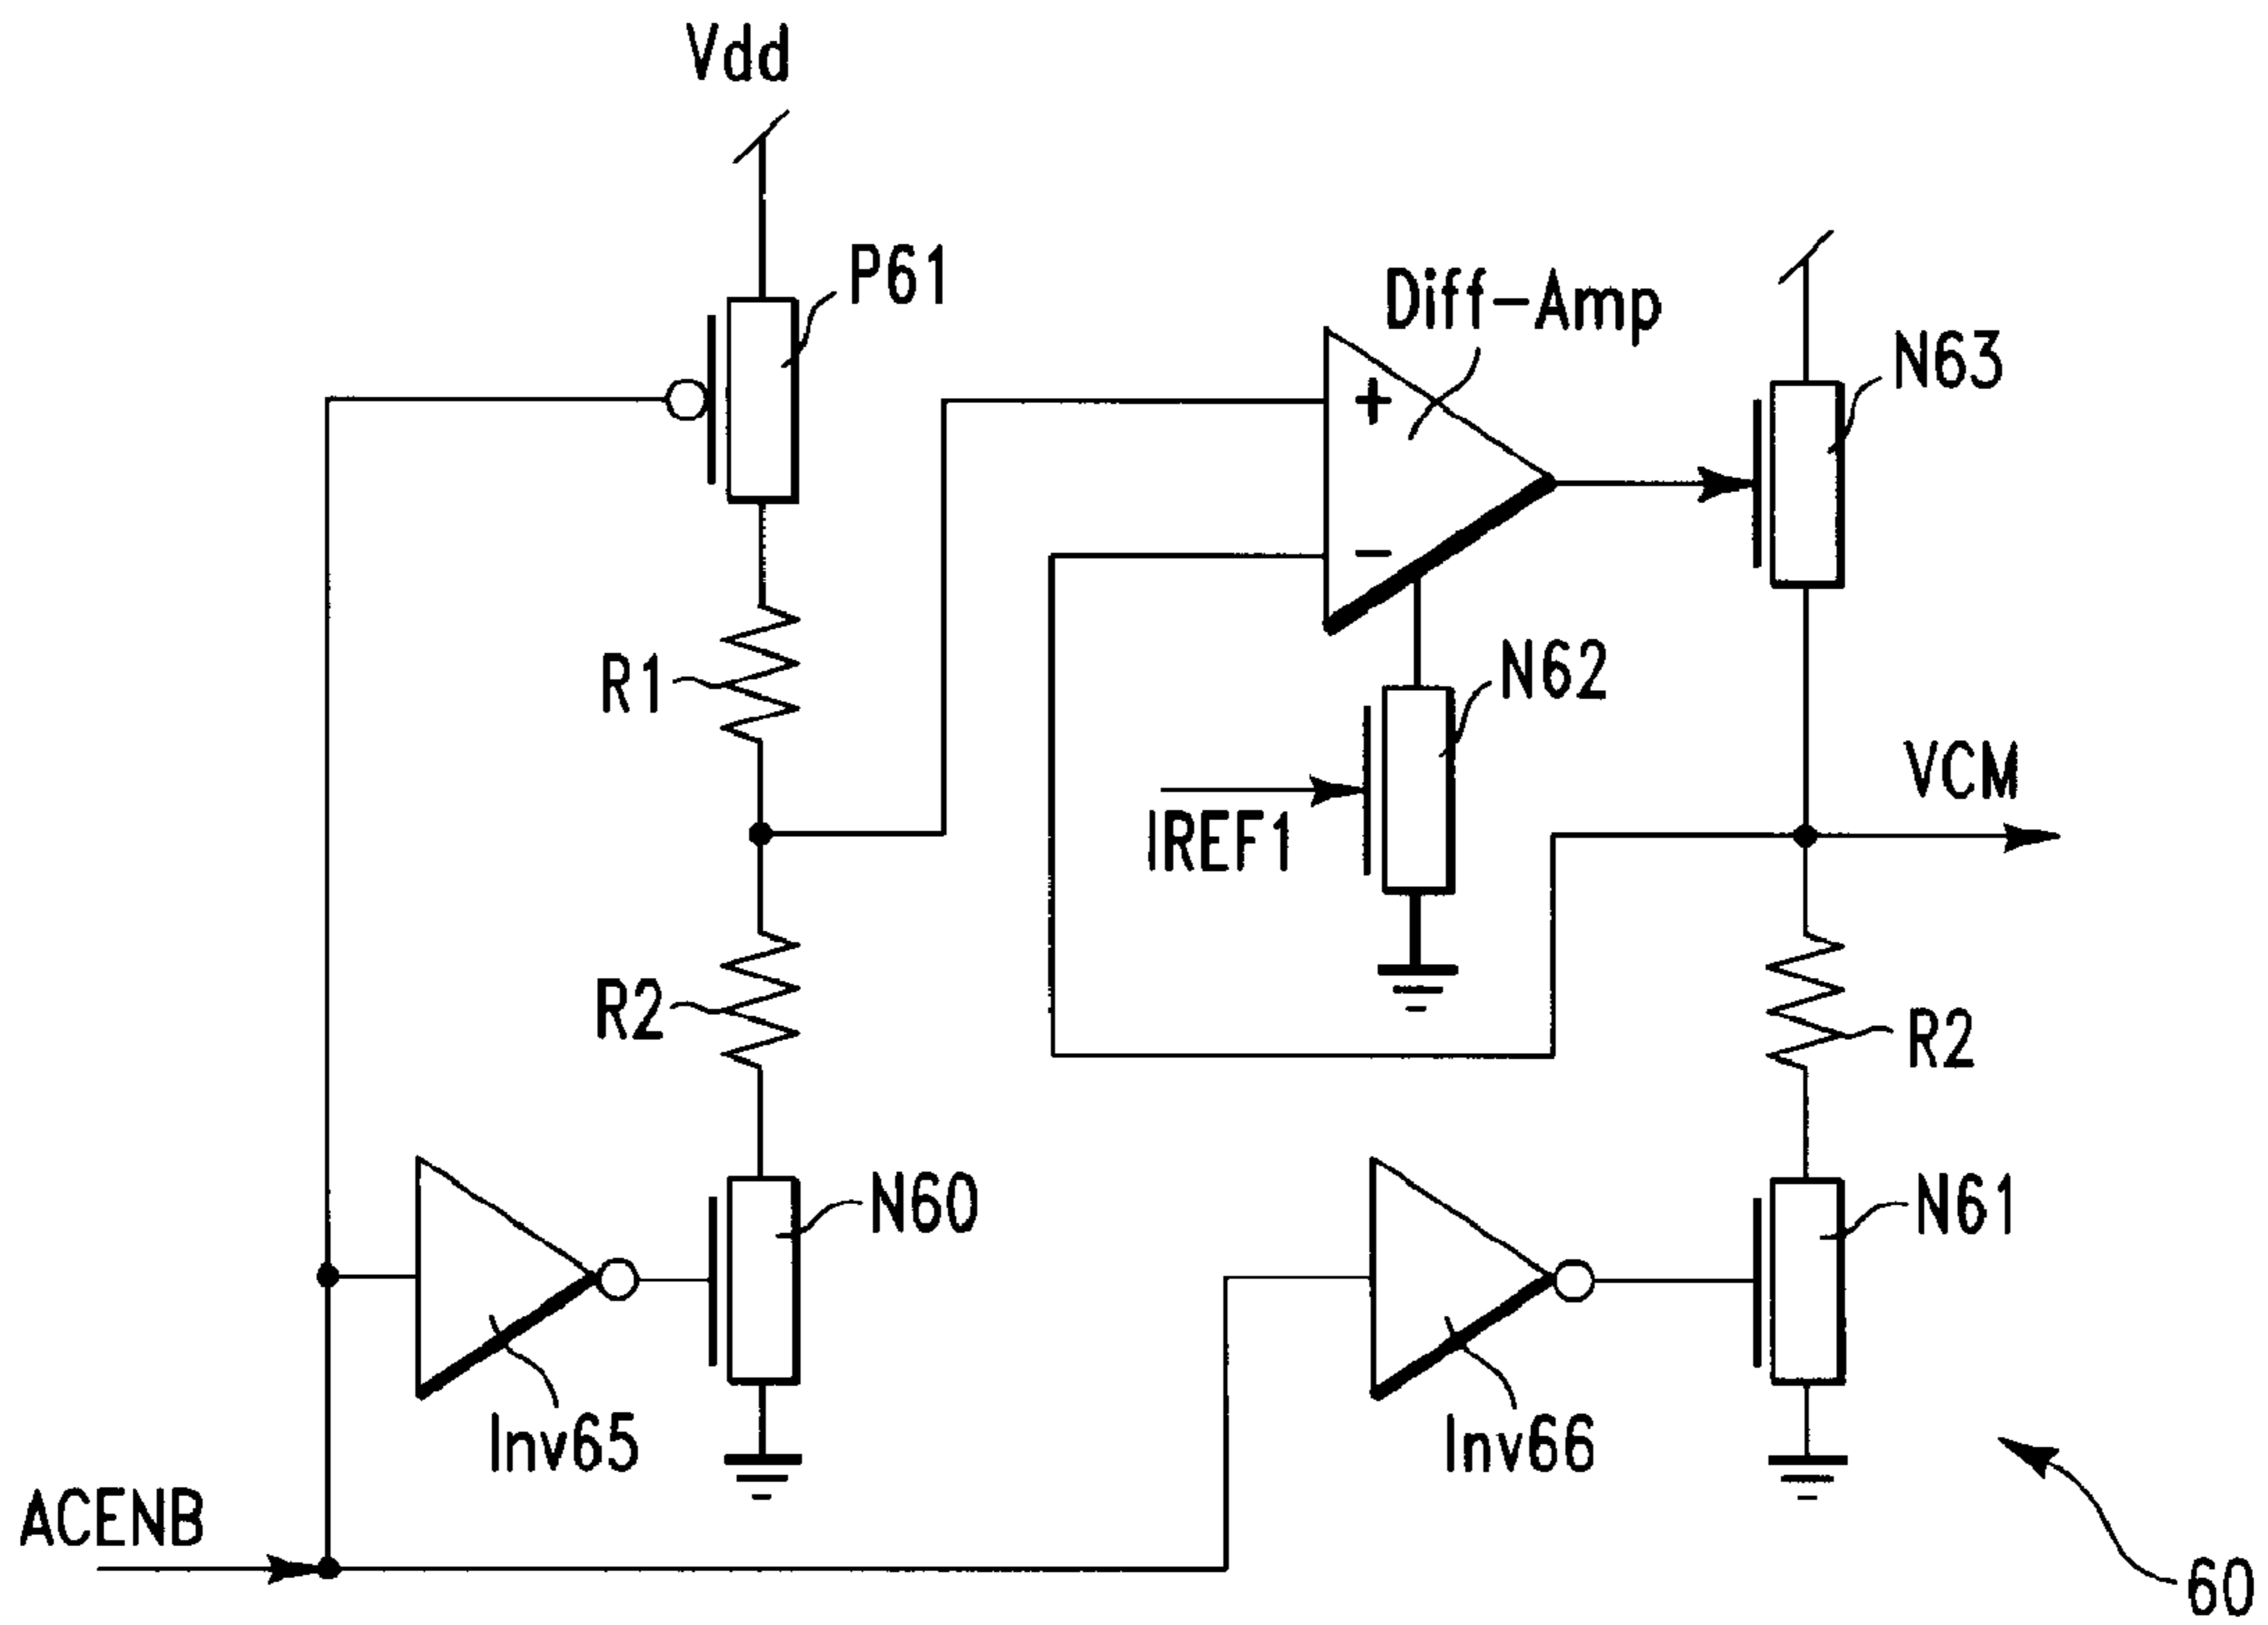 Vdd
P61
Diff-Amp
N63
+
−
R1
N62
VCM
IREF1
R2
R2
N60
N61
Inv65
Inv66
ACENB
60